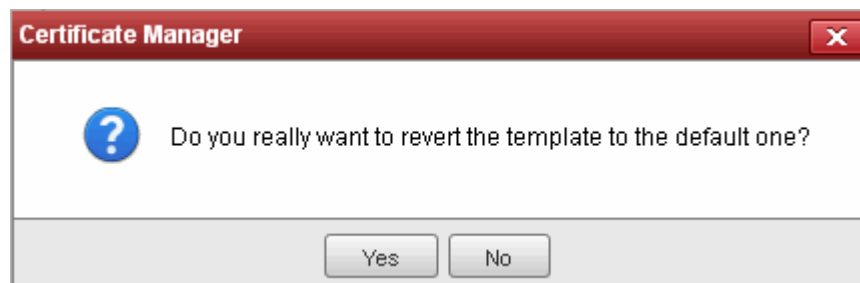 Certificate Manager
Do you really want to revert the template to the default one?
Yes No